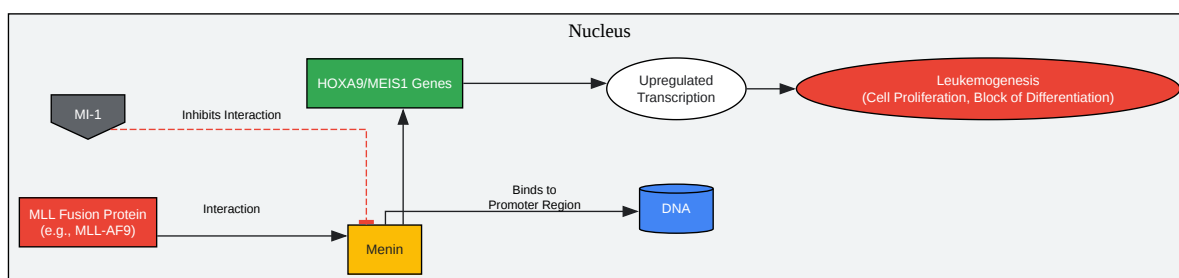 Nucleus
HOXA9/MEIS1 Genes
Upregulated
Transcription
Leukemogenesis
(Cell Proliferation, Block of Differentiation)
MI-1
Inhibits Interaction
MLL Fusion Protein
(e.g., MLL-AF9)
Interaction
Menin
Binds to
Promoter Region
DNA